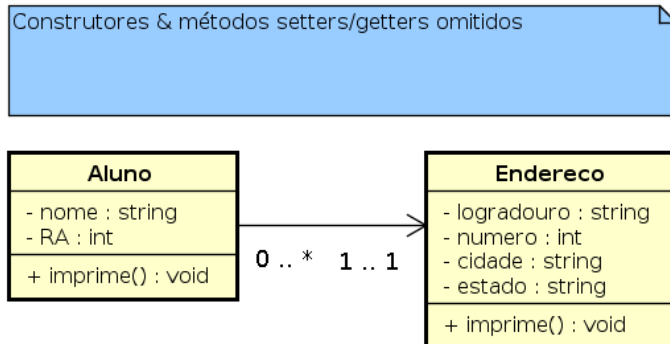 Construtores & métodos setters/getters omitidos
Aluno
- nome : string
- RA : int
+ imprime() : void
0 .. * 1 .. 1
Endereco
- logradouro : string
- numero : int
- cidade : string
- estado : string
+ imprime() : void